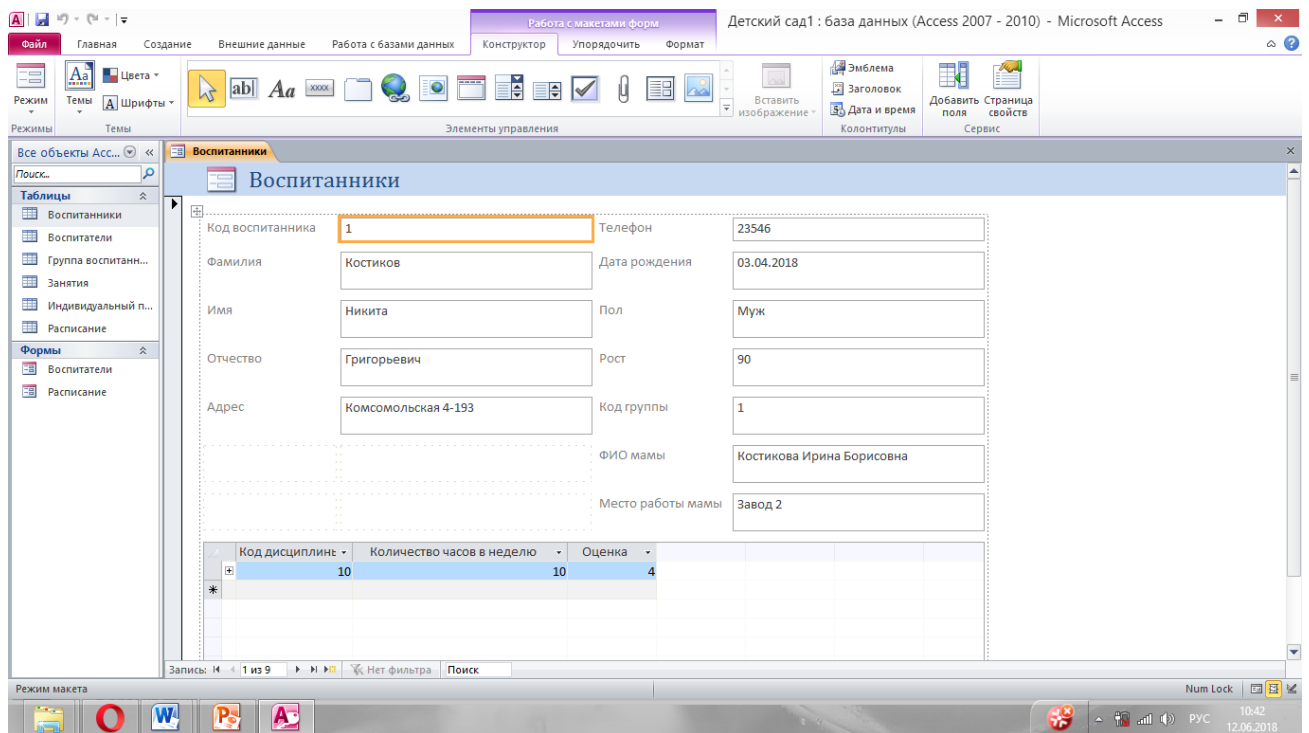 Работа с макетами форм
Детский сад1 : база данных (Access 2007 - 2010) - Microsoft Access
Файл Главная Создание Внешние данные Работа с базами данных Конструктор Упорядочить Формат
Режим
Темы
Aa
Цвета
Шрифты
ab|
Aa
xxxx
Вставить изображение
Эмблема
Заголовок
Дата и время
Добавить поля
Страница свойств
Режимы Темы Элементы управления Колонтитулы Сервис
Все объекты Acc...
Поиск...
Таблицы
Воспитанники
Воспитатели
Группа воспитанн...
Занятия
Индивидуальный п...
Расписание
Формы
Воспитатели
Расписание
Воспитанники
Воспитанники
Код воспитанника 1 Телефон 23546
Фамилия Костиков Дата рождения 03.04.2018
Имя Никита Пол Муж
Отчество Григорьевич Рост 90
Адрес Комсомольская 4-193 Код группы 1
ФИО мамы Костикова Ирина Борисовна
Место работы мамы Завод 2
Код дисциплинь Количество часов в неделю Оценка
10 10 4
Запись: 1 из 9 Нет фильтра Поиск
Режим макета Num Lock
РУС 10:42
12.06.2018